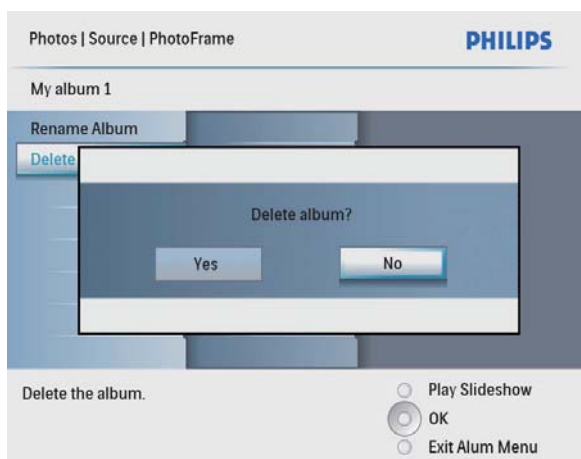 Photos | Source | PhotoFrame
PHILIPS
My album 1
Rename Album
Delete
Delete album?
Yes
No
Delete the album.
Play Slideshow
OK
Exit Alum Menu